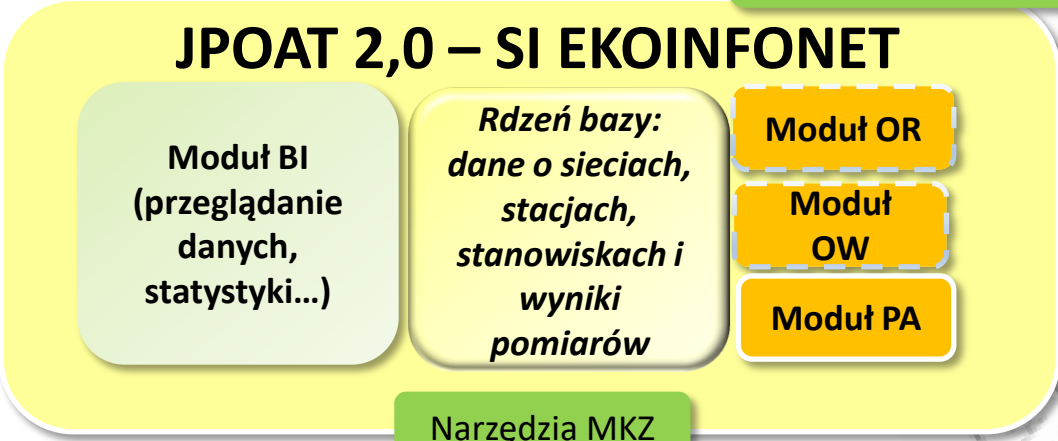 JPOAT 2,0 – SI EKOINFONET
Moduł BI
(przeglądanie
danych,
statystyki…)
Rdzeń bazy:
dane o sieciach,
stacjach,
stanowiskach i
wyniki
pomiarów
Moduł OR
Moduł
OW
Moduł PA
Narzędzia MKZ